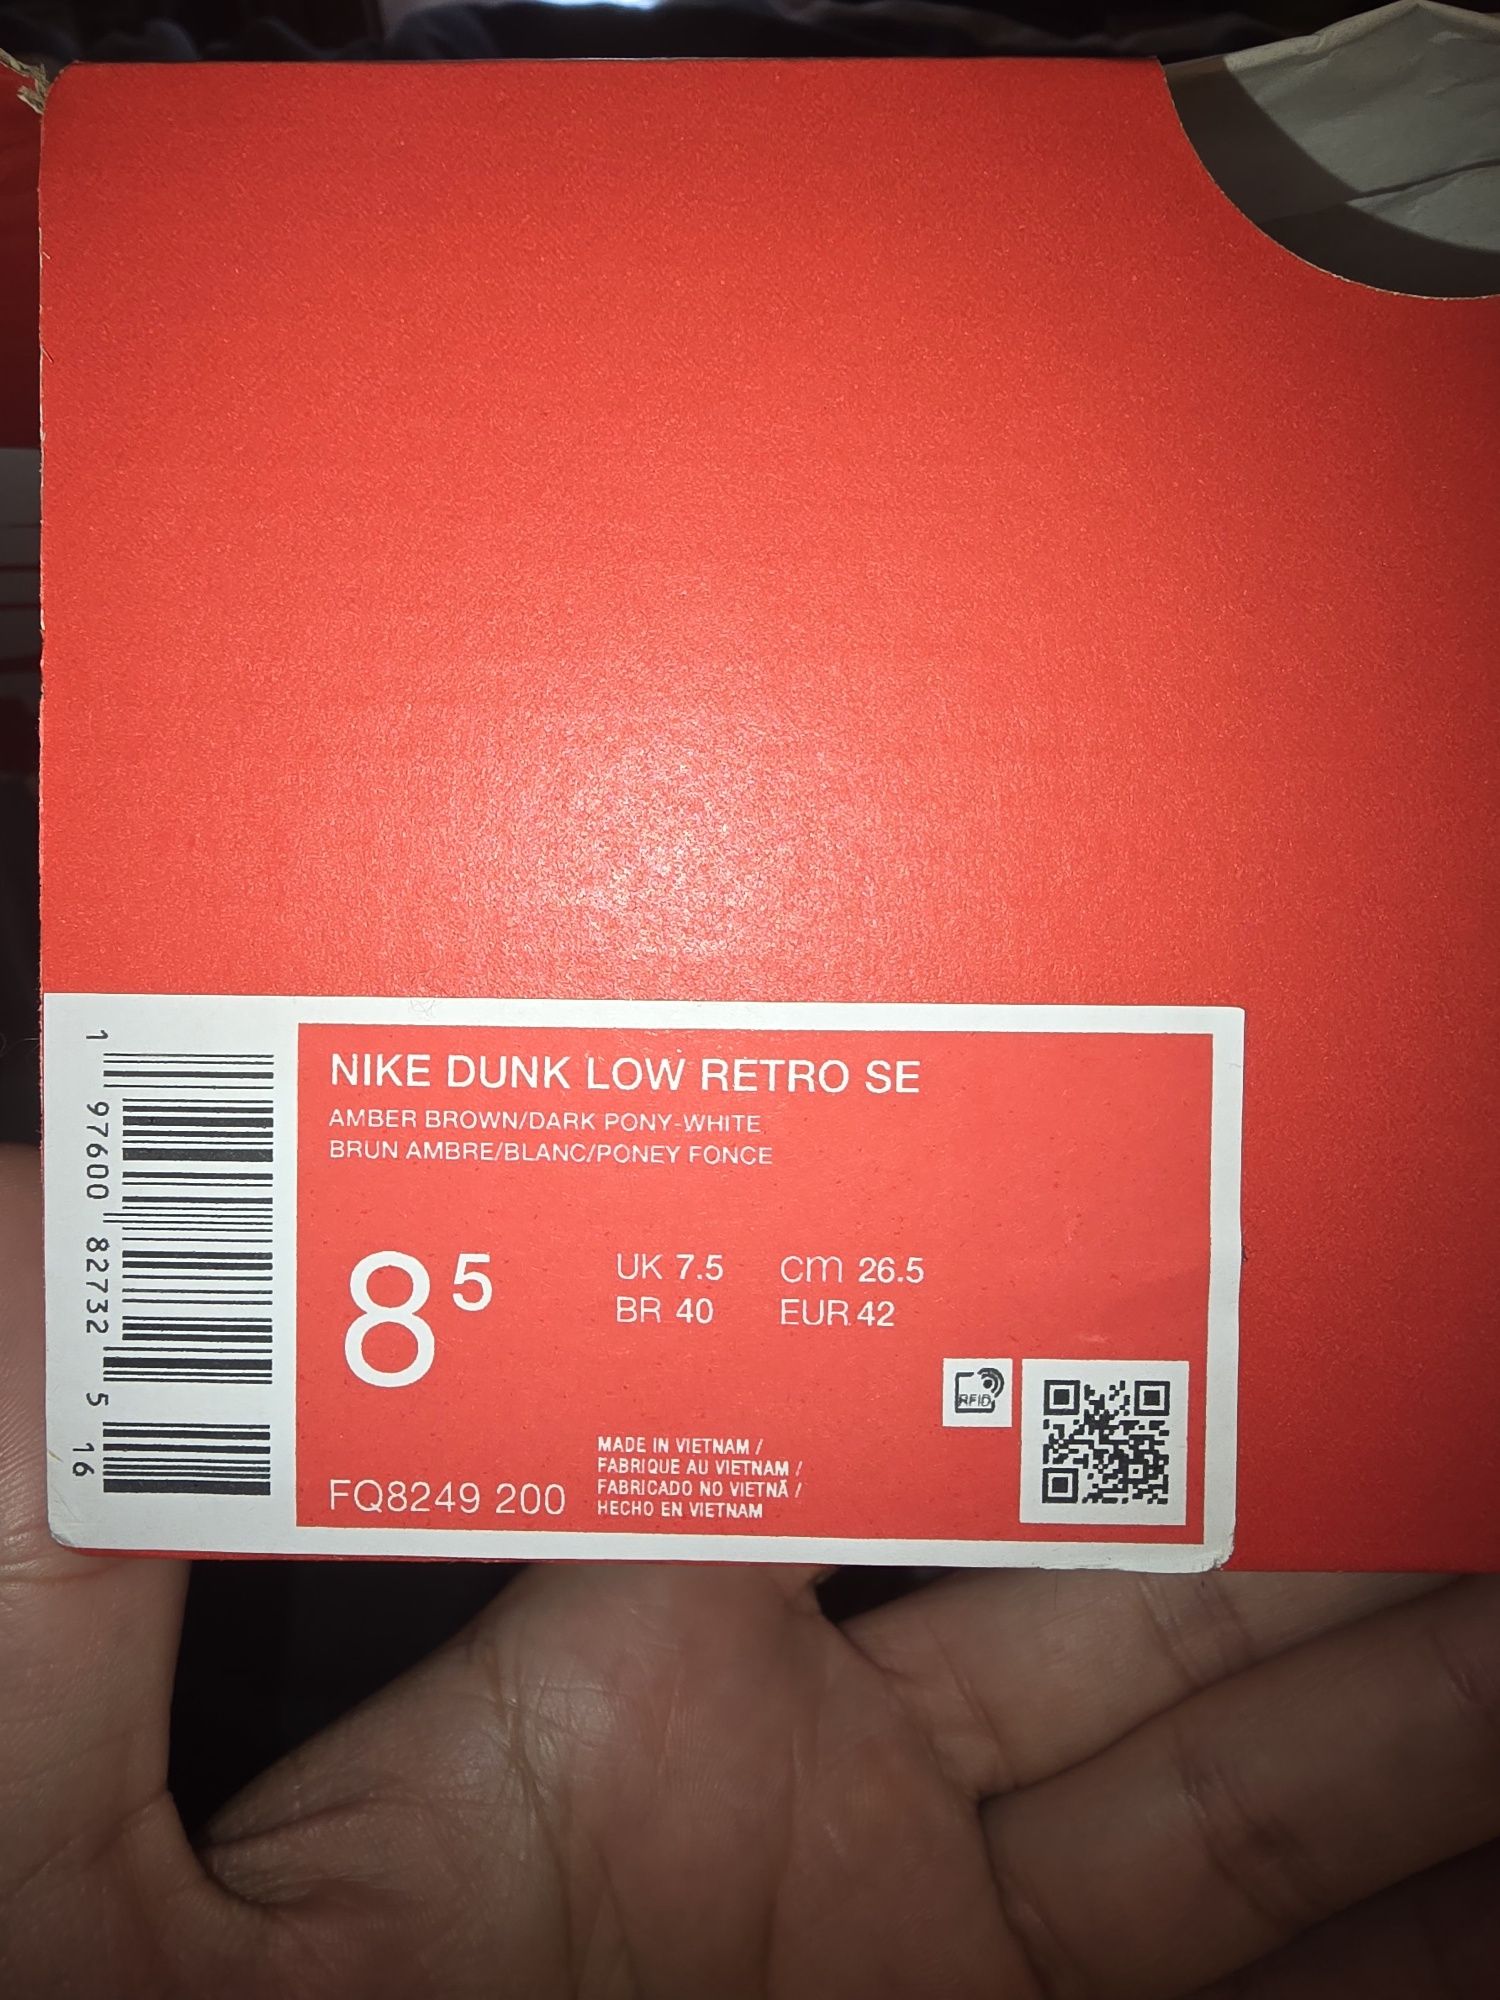 NIKE DUNK LOW RETRO SE
AMBER BROWN/DARK PONY-WHITE
BRUN AMBRE/BLANC/PONEY FONCE
8⁵
UK 7.5 cm 26.5
BR 40 EUR 42
RFID
MADE IN VIETNAM /
FABRIQUE AU VIETNAM /
FABRICADO NO VIETNÃ /
HECHO EN VIETNAM
FQ8249 200
1 97600 82732 5 16